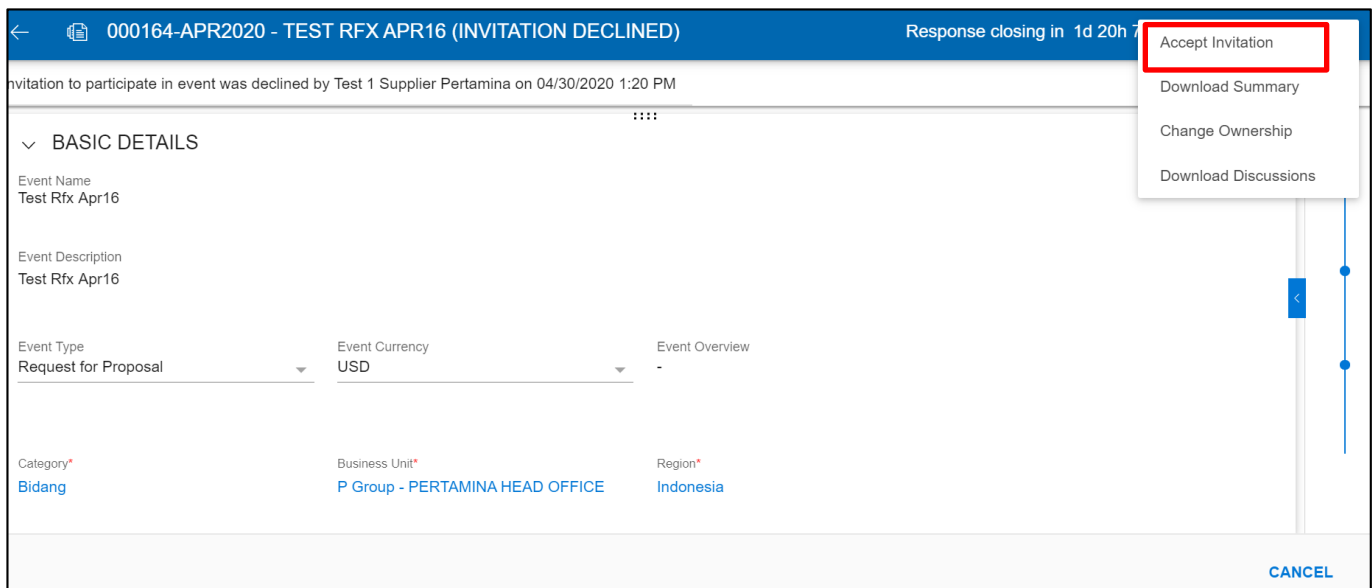 000164-APR2020 - TEST RFX APR16 (INVITATION DECLINED)
Response closing in 1d 20h
Accept Invitation
Download Summary
Change Ownership
Download Discussions
nvitation to participate in event was declined by Test 1 Supplier Pertamina on 04/30/2020 1:20 PM
BASIC DETAILS
Event Name
Test Rfx Apr16
Event Description
Test Rfx Apr16
Event Type
Event Currency
Event Overview
Request for Proposal
USD
-
Category*
Business Unit*
Region*
Bidang
P Group - PERTAMINA HEAD OFFICE
Indonesia
CANCEL